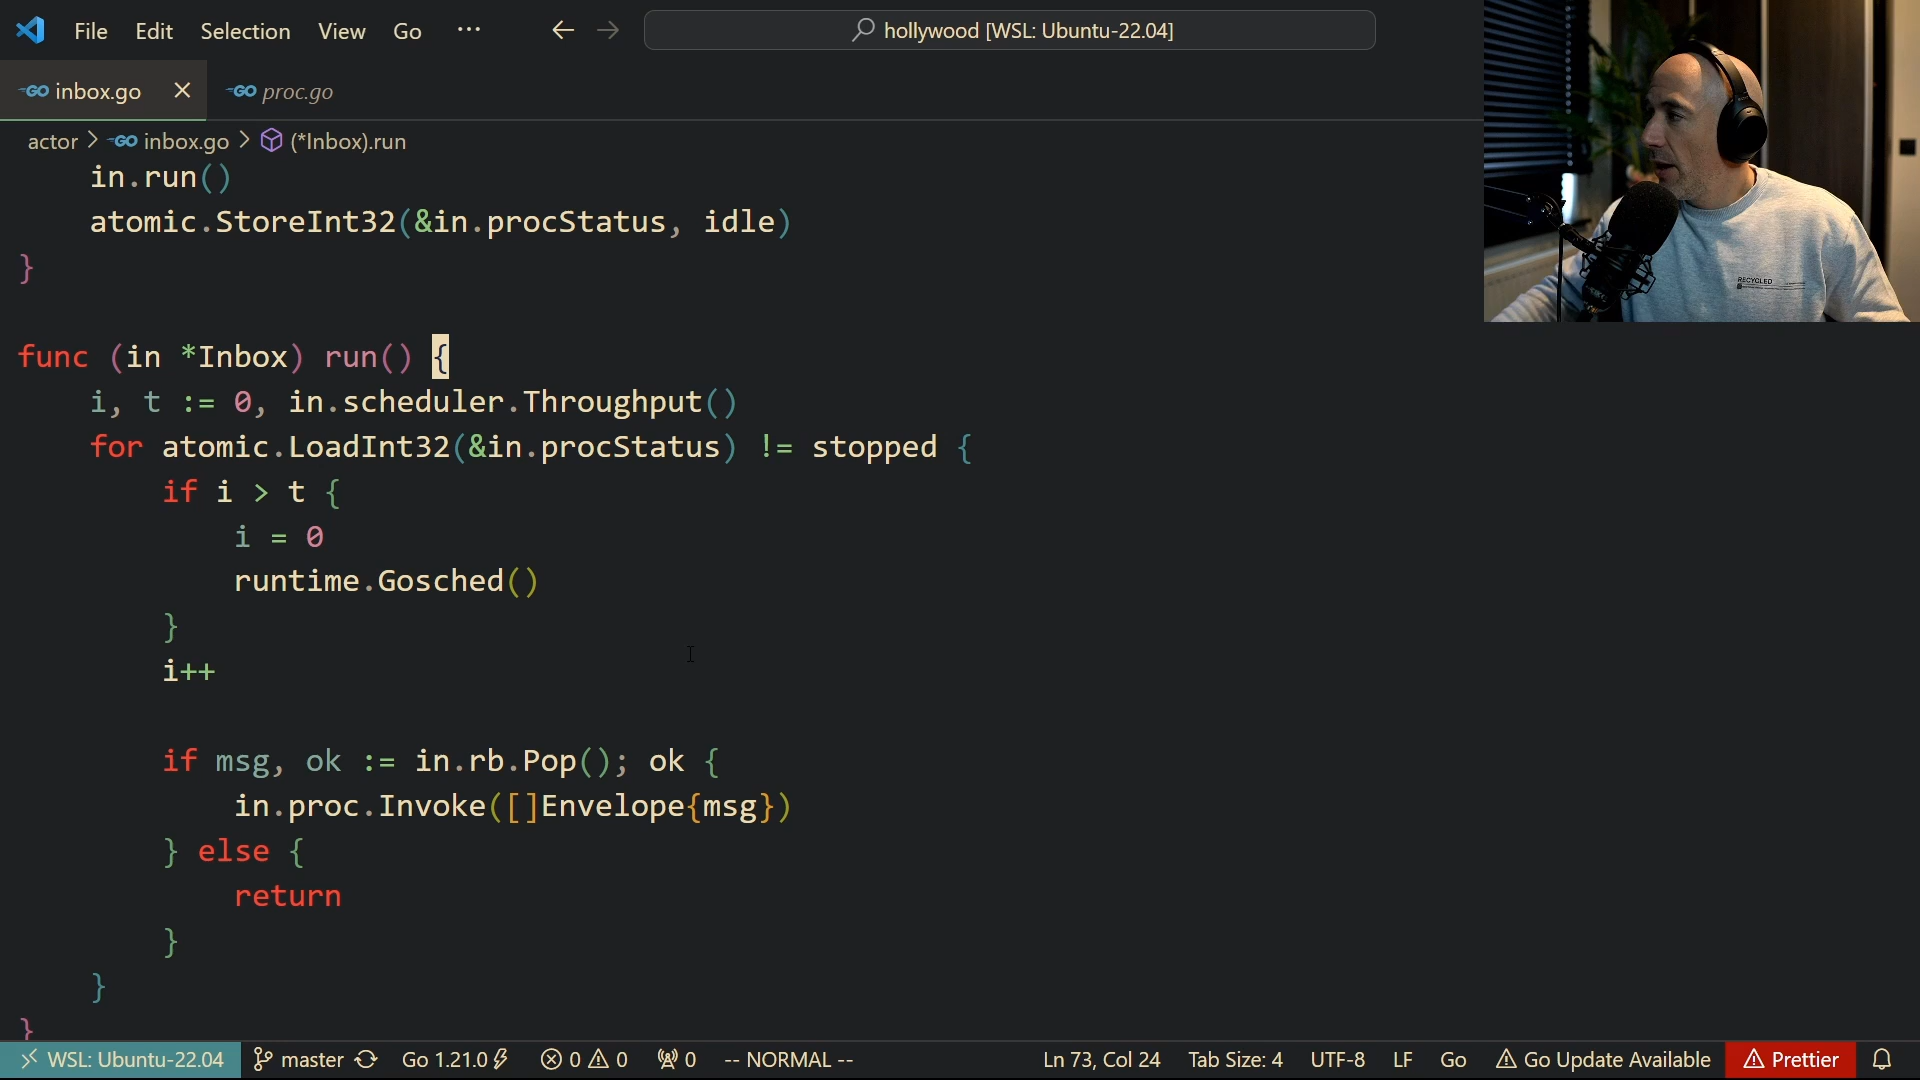 File Edit Selection View Go ··· hollywood [WSL: Ubuntu-22.04]
GO inbox.go GO proc.go
actor > GO inbox.go > (*Inbox).run
in.run()
atomic.StoreInt32(&in.procStatus, idle)
}
func (in *Inbox) run() {
i, t := 0, in.scheduler.Throughput()
for atomic.LoadInt32(&in.procStatus) != stopped {
if i > t {
i = 0
runtime.Gosched()
}
i++
if msg, ok := in.rb.Pop(); ok {
in.proc.Invoke([]Envelope{msg})
} else {
return
}
}
}
RECYCLED
WSL: Ubuntu-22.04 master Go 1.21.0 0 0 0 -- NORMAL -- Ln 73, Col 24 Tab Size: 4 UTF-8 LF Go Go Update Available Prettier